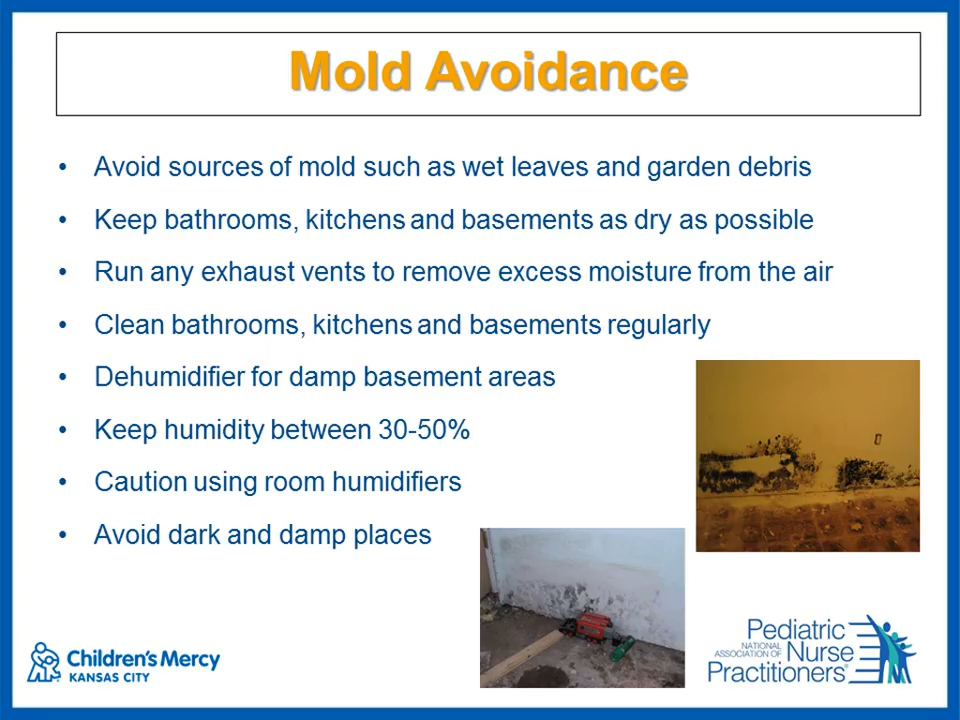 Mold Avoidance
• Avoid sources of mold such as wet leaves and garden debris
• Keep bathrooms, kitchens and basements as dry as possible
• Run any exhaust vents to remove excess moisture from the air
• Clean bathrooms, kitchens and basements regularly
• Dehumidifier for damp basement areas
• Keep humidity between 30-50%
• Caution using room humidifiers
• Avoid dark and damp places
Children's Mercy
KANSAS CITY
Pediatric
NATIONAL
ASSOCIATION OF
Nurse
Practitioners®